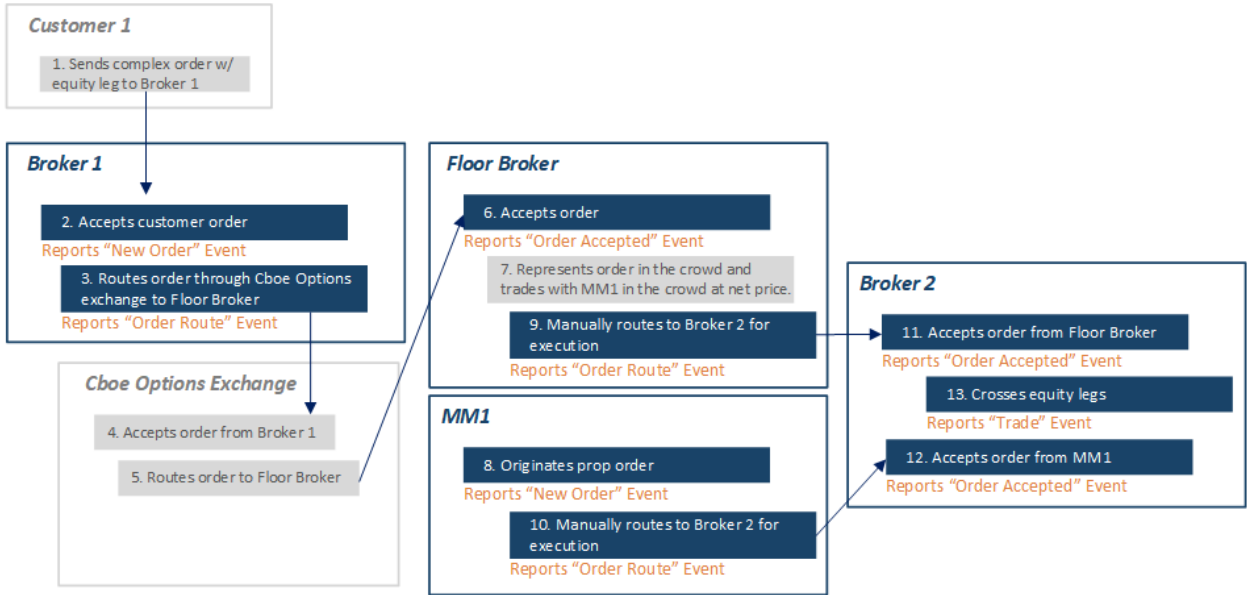 Customer 1
1. Sends complex order w/
equity leg to Broker 1
Broker 1
2. Accepts customer order
Reports “New Order” Event
3. Routes order through Cboe Options
exchange to Floor Broker
Reports “Order Route” Event
Cboe Options Exchange
4. Accepts order from Broker 1
5. Routes order to Floor Broker
Floor Broker
6. Accepts order
Reports “Order Accepted” Event
7. Represents order in the crowd and
trades with MM1 in the crowd at net price.
9. Manually routes to Broker 2 for
execution
Reports “Order Route” Event
MM1
8. Originates prop order
Reports “New Order” Event
10. Manually routes to Broker 2 for
execution
Reports “Order Route” Event
Broker 2
11. Accepts order from Floor Broker
Reports “Order Accepted” Event
13. Crosses equity legs
Reports “Trade” Event
12. Accepts order from MM1
Reports “Order Accepted” Event